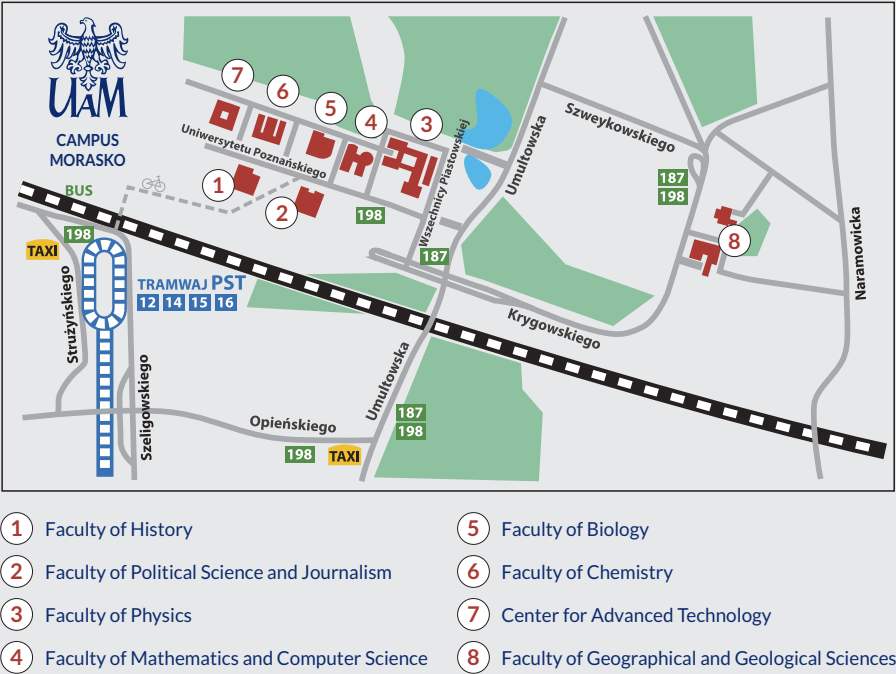 UAM
CAMPUS
MORASKO
7
6
5
4
3
Uniwersytetu Poznańskiego
Wszechnicy Piastowskiej
Umultowska
Szweykowskiego
187
198
1
2
198
187
8
Naramowicka
BUS
198
TAXI
TRAMWAJ PST
12 14 15 16
Strużyńskiego
Szeligowskiego
Krygowskiego
Umultowska
187
198
Opieńskiego
198
TAXI
1 Faculty of History
2 Faculty of Political Science and Journalism
3 Faculty of Physics
4 Faculty of Mathematics and Computer Science
5 Faculty of Biology
6 Faculty of Chemistry
7 Center for Advanced Technology
8 Faculty of Geographical and Geological Sciences